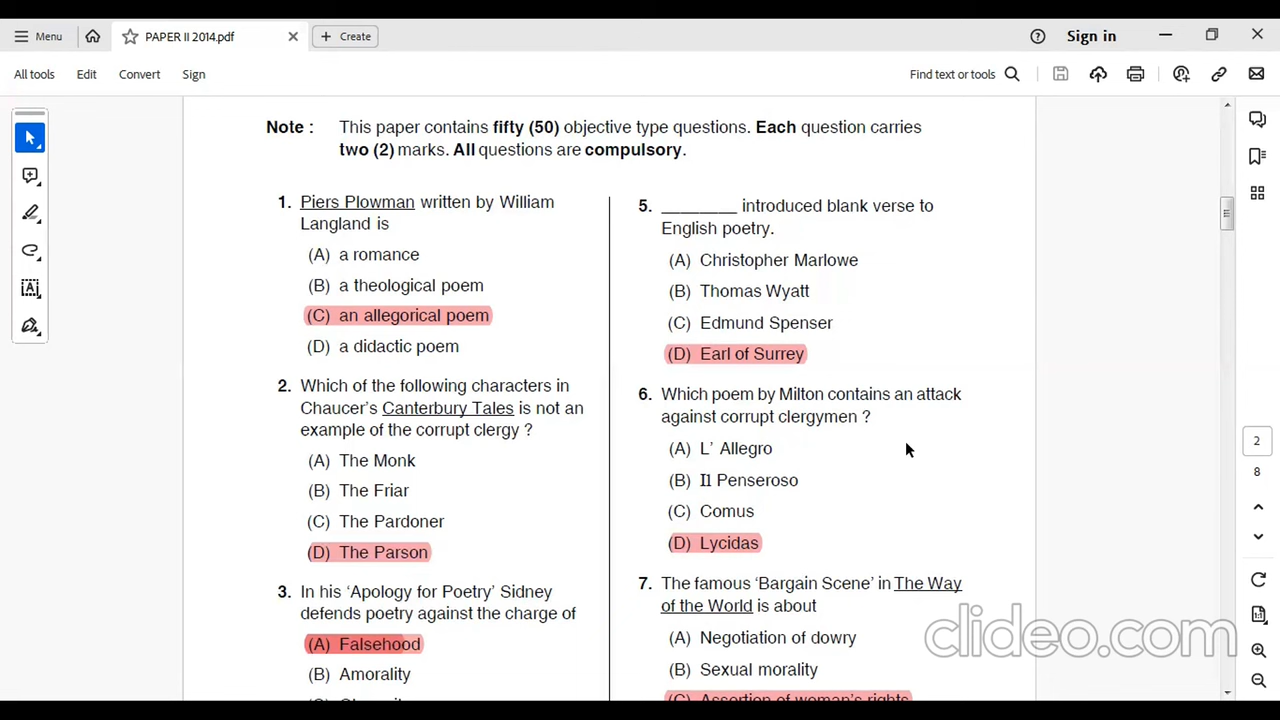 Menu
PAPER II 2014.pdf
Create
Sign in
All tools
Edit
Convert
Sign
Find text or tools
Note : This paper contains fifty (50) objective type questions. Each question carries
two (2) marks. All questions are compulsory.
1. Piers Plowman written by William
Langland is
(A) a romance
(B) a theological poem
(C) an allegorical poem
(D) a didactic poem
2. Which of the following characters in
Chaucer's Canterbury Tales is not an
example of the corrupt clergy ?
(A) The Monk
(B) The Friar
(C) The Pardoner
(D) The Parson
3. In his 'Apology for Poetry' Sidney
defends poetry against the charge of
(A) Falsehood
(B) Amorality
5. _________ introduced blank verse to
English poetry.
(A) Christopher Marlowe
(B) Thomas Wyatt
(C) Edmund Spenser
(D) Earl of Surrey
6. Which poem by Milton contains an attack
against corrupt clergymen ?
(A) L' Allegro
(B) Il Penseroso
(C) Comus
(D) Lycidas
7. The famous 'Bargain Scene' in The Way
of the World is about
(A) Negotiation of dowry
(B) Sexual morality
(C) Assertion of woman's rights
2
8
clideo.com